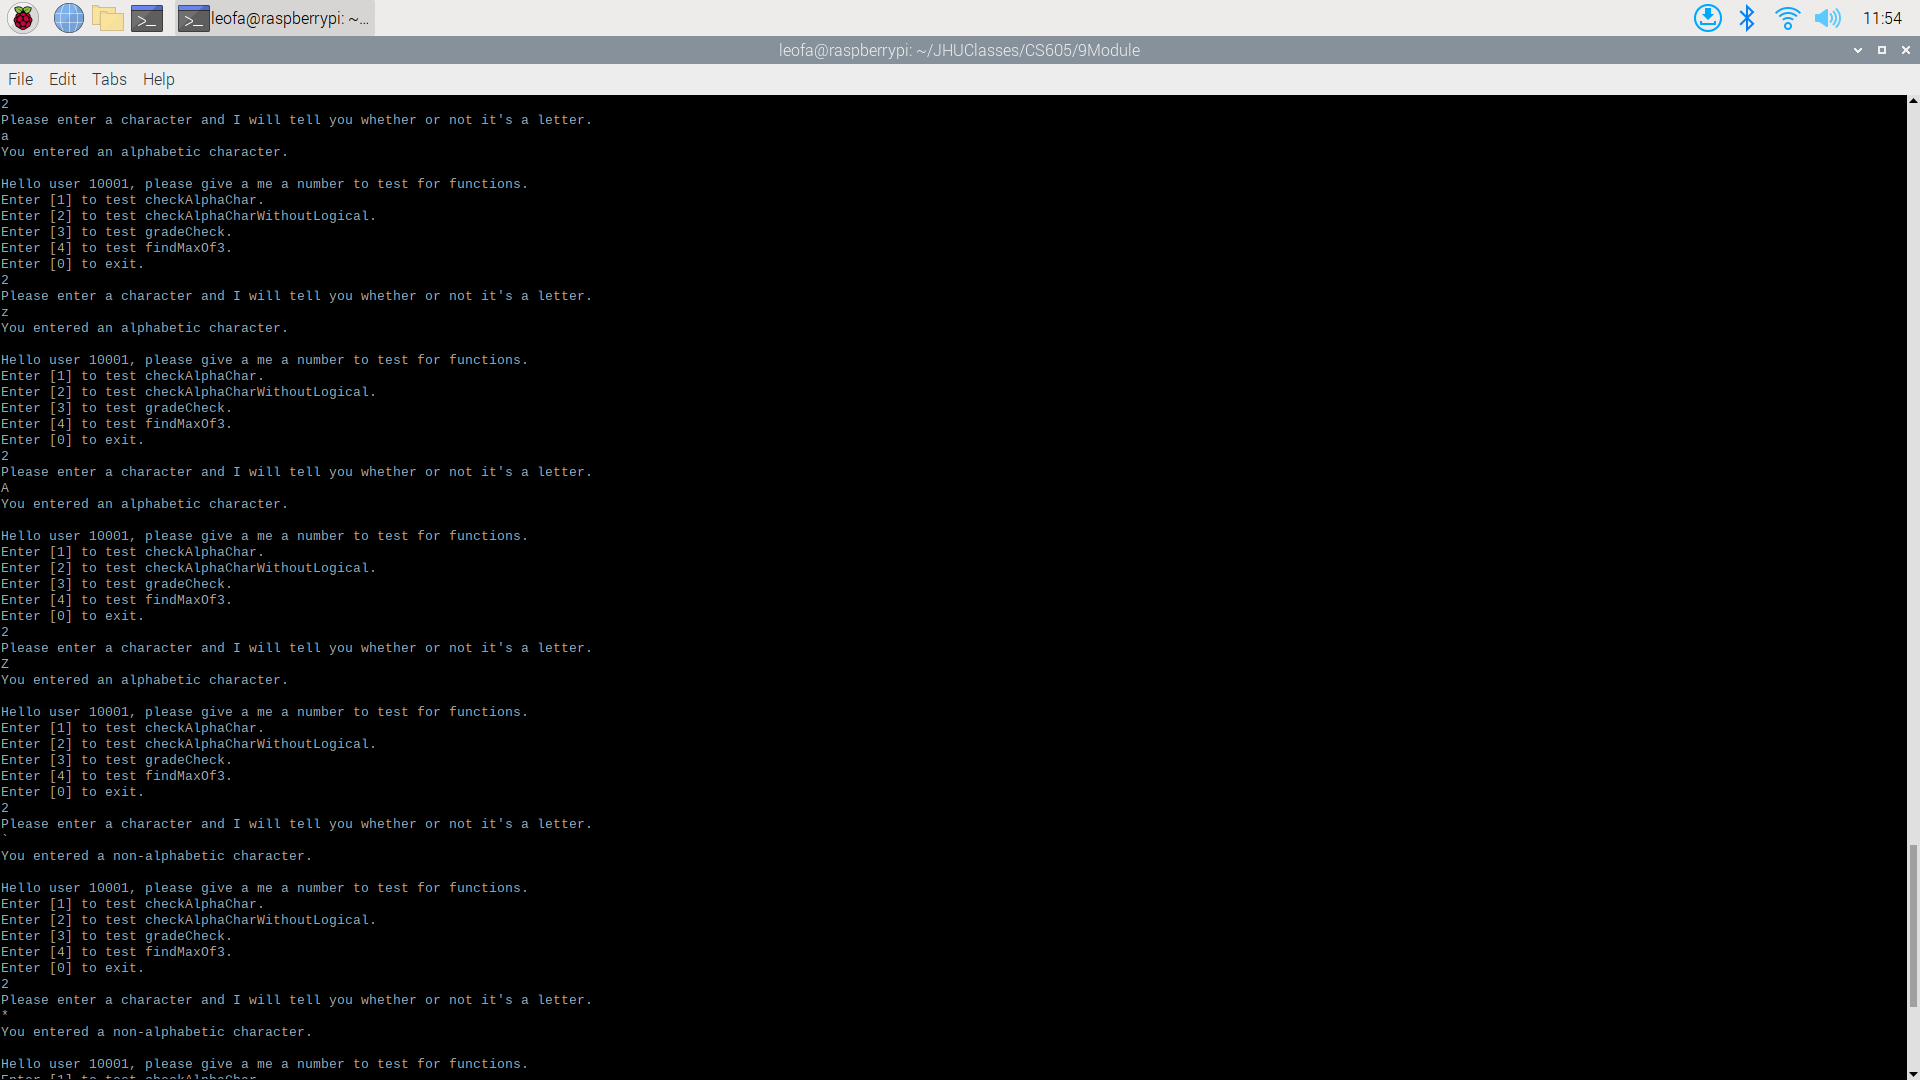 leofa@raspberrypi: ~...
11:54
leofa@raspberrypi: ~/JHUClasses/CS605/9Module
File Edit Tabs Help
2
Please enter a character and I will tell you whether or not it's a letter.
a
You entered an alphabetic character.
Hello user 10001, please give a me a number to test for functions.
Enter [1] to test checkAlphaChar.
Enter [2] to test checkAlphaCharWithoutLogical.
Enter [3] to test gradeCheck.
Enter [4] to test findMaxOf3.
Enter [0] to exit.
2
Please enter a character and I will tell you whether or not it's a letter.
z
You entered an alphabetic character.
Hello user 10001, please give a me a number to test for functions.
Enter [1] to test checkAlphaChar.
Enter [2] to test checkAlphaCharWithoutLogical.
Enter [3] to test gradeCheck.
Enter [4] to test findMaxOf3.
Enter [0] to exit.
2
Please enter a character and I will tell you whether or not it's a letter.
A
You entered an alphabetic character.
Hello user 10001, please give a me a number to test for functions.
Enter [1] to test checkAlphaChar.
Enter [2] to test checkAlphaCharWithoutLogical.
Enter [3] to test gradeCheck.
Enter [4] to test findMaxOf3.
Enter [0] to exit.
2
Please enter a character and I will tell you whether or not it's a letter.
Z
You entered an alphabetic character.
Hello user 10001, please give a me a number to test for functions.
Enter [1] to test checkAlphaChar.
Enter [2] to test checkAlphaCharWithoutLogical.
Enter [3] to test gradeCheck.
Enter [4] to test findMaxOf3.
Enter [0] to exit.
2
Please enter a character and I will tell you whether or not it's a letter.
`
You entered a non-alphabetic character.
Hello user 10001, please give a me a number to test for functions.
Enter [1] to test checkAlphaChar.
Enter [2] to test checkAlphaCharWithoutLogical.
Enter [3] to test gradeCheck.
Enter [4] to test findMaxOf3.
Enter [0] to exit.
2
Please enter a character and I will tell you whether or not it's a letter.
*
You entered a non-alphabetic character.
Hello user 10001, please give a me a number to test for functions.
Enter [1] to test checkAlphaChar.